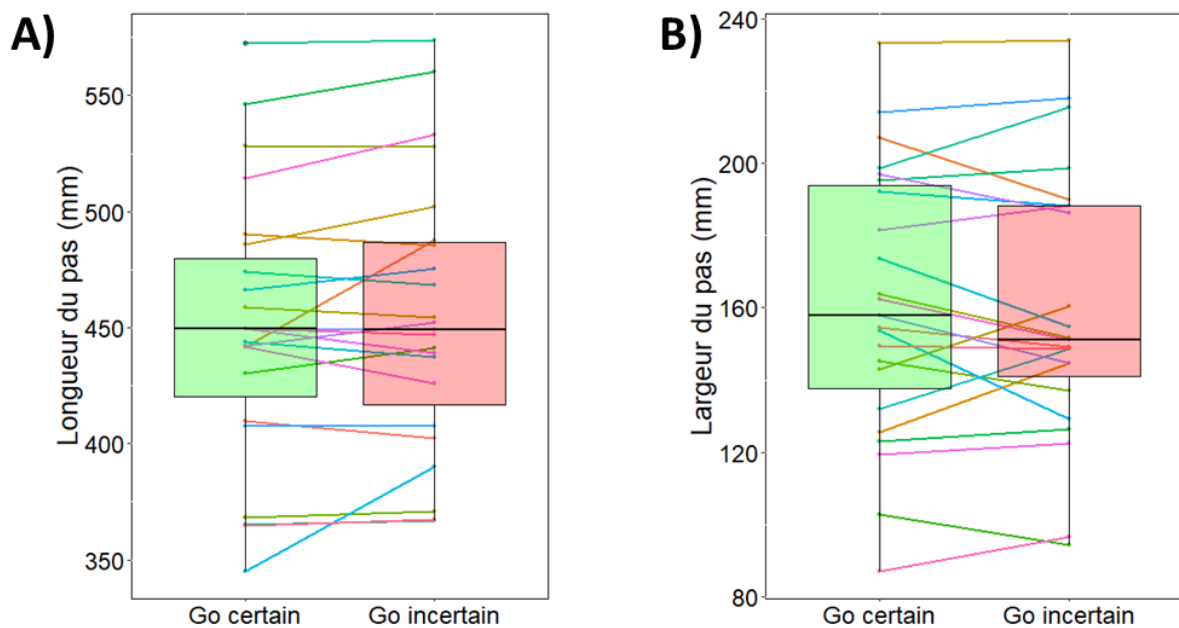 A)
Longueur du pas (mm)
550
500
450
400
350
Go certain Go incertain
B)
Largeur du pas (mm)
240
200
160
120
80
Go certain Go incertain